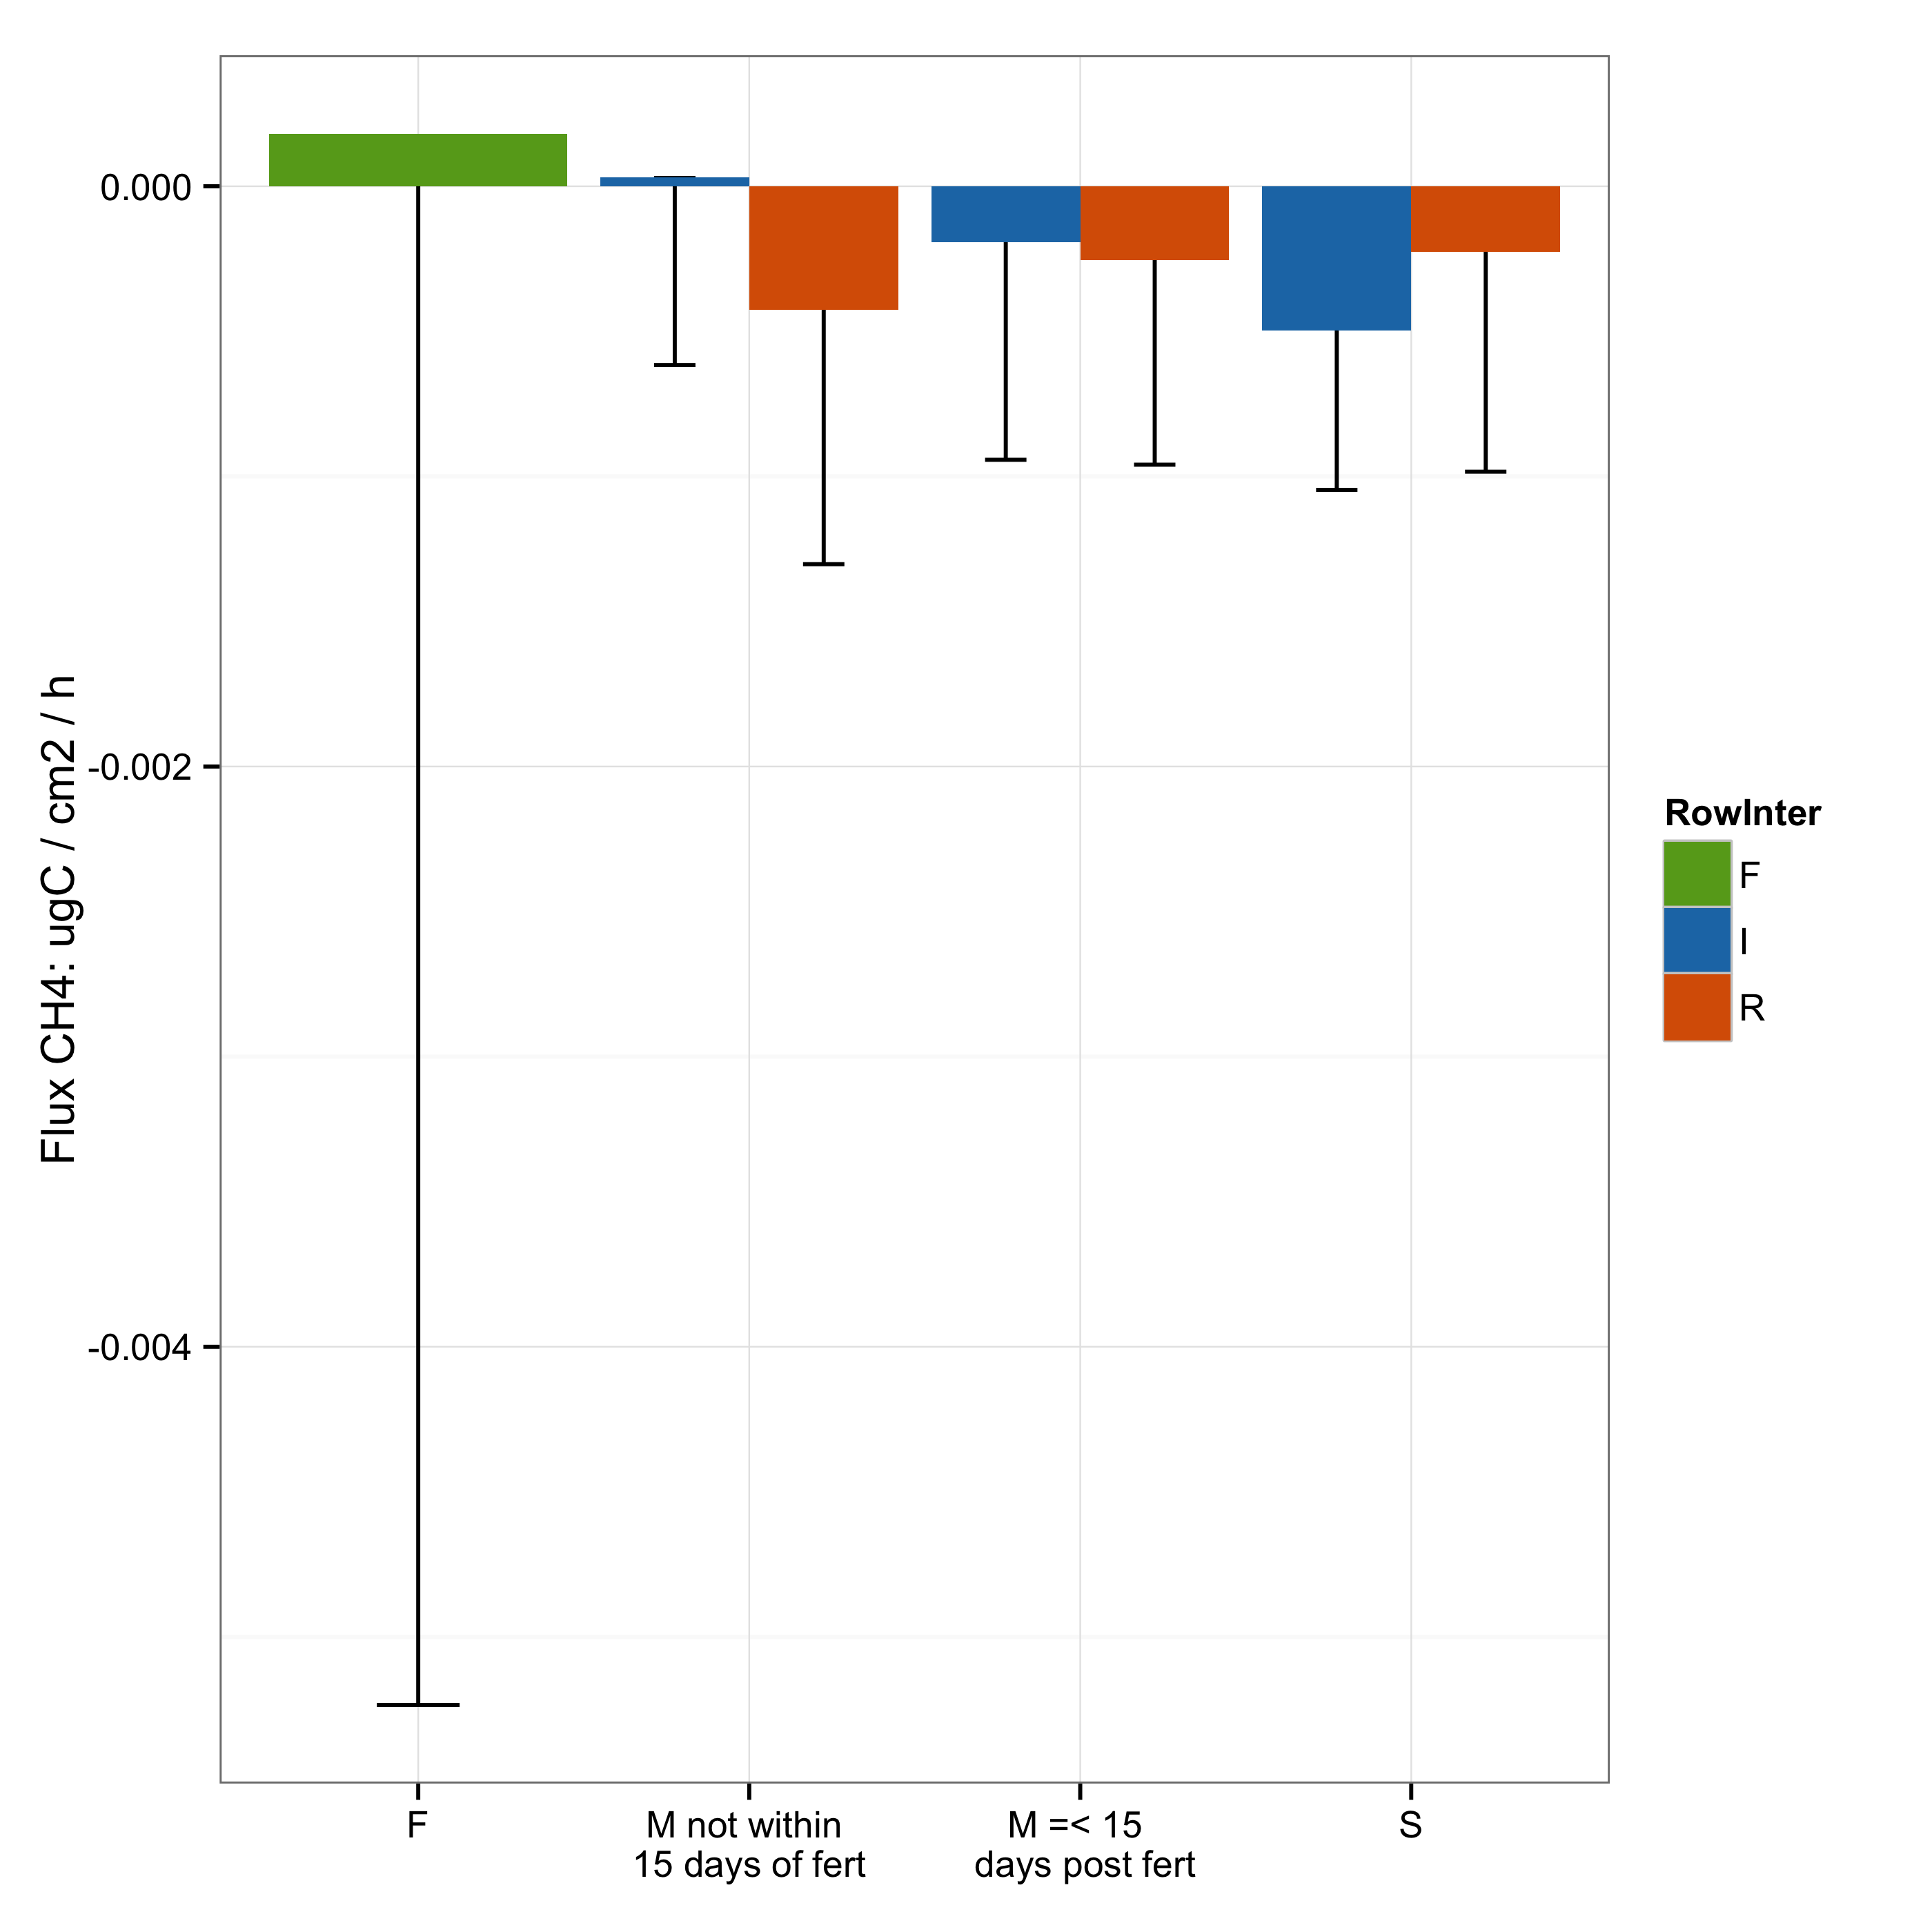 0.000
-0.002
-0.004
Flux CH4: ugC / cm2 / h
F
M not within
15 days of fert
M =< 15
days post fert
S
RowInter
F
I
R